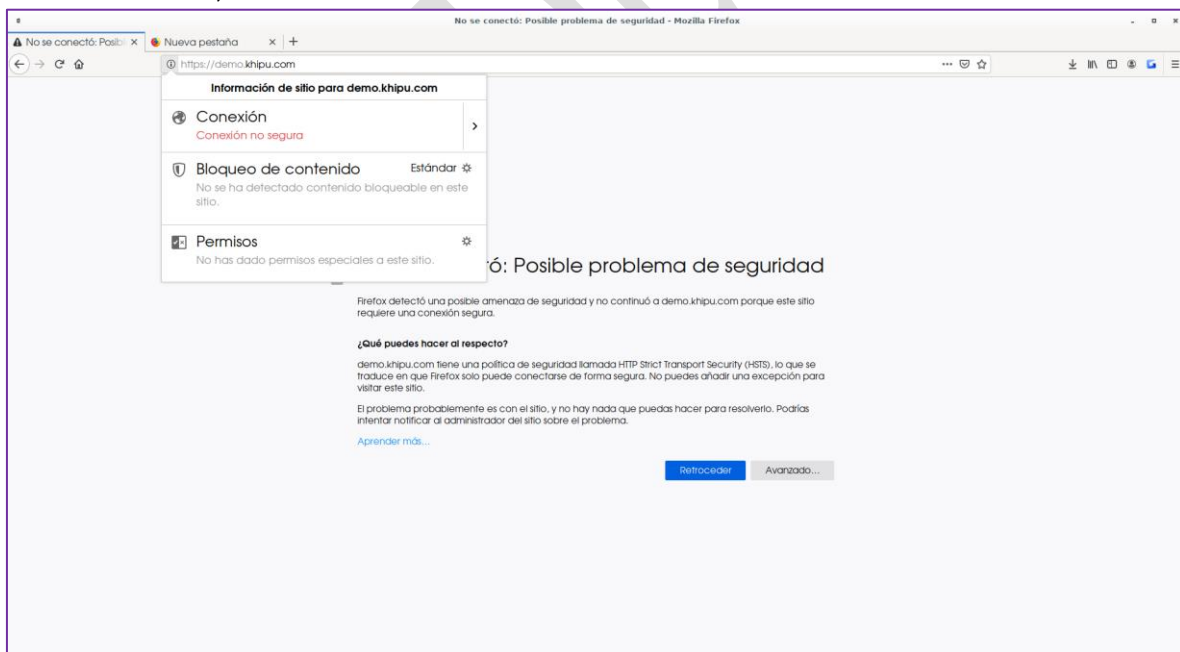 No se conectó: Posible problema de seguridad - Mozilla Firefox
No se conectó: Posib
Nueva pestaña
https://demo.khipu.com
Información de sitio para demo.khipu.com
Conexión
Conexión no segura
Bloqueo de contenido Estándar
No se ha detectado contenido bloqueable en este
sitio.
Permisos
No has dado permisos especiales a este sitio.
ó: Posible problema de seguridad
Firefox detectó una posible amenaza de seguridad y no continuó a demo.khipu.com porque este sitio
requiere una conexión segura.
¿Qué puedes hacer al respecto?
demo.khipu.com tiene una política de seguridad llamada HTTP Strict Transport Security (HSTS), lo que se
traduce en que Firefox solo puede conectarse de forma segura. No puedes añadir una excepción para
visitar este sitio.
El problema probablemente es con el sitio, y no hay nada que puedas hacer para resolverlo. Podrías
intentar notificar al administrador del sitio sobre el problema.
Aprender más...
Retroceder
Avanzado...